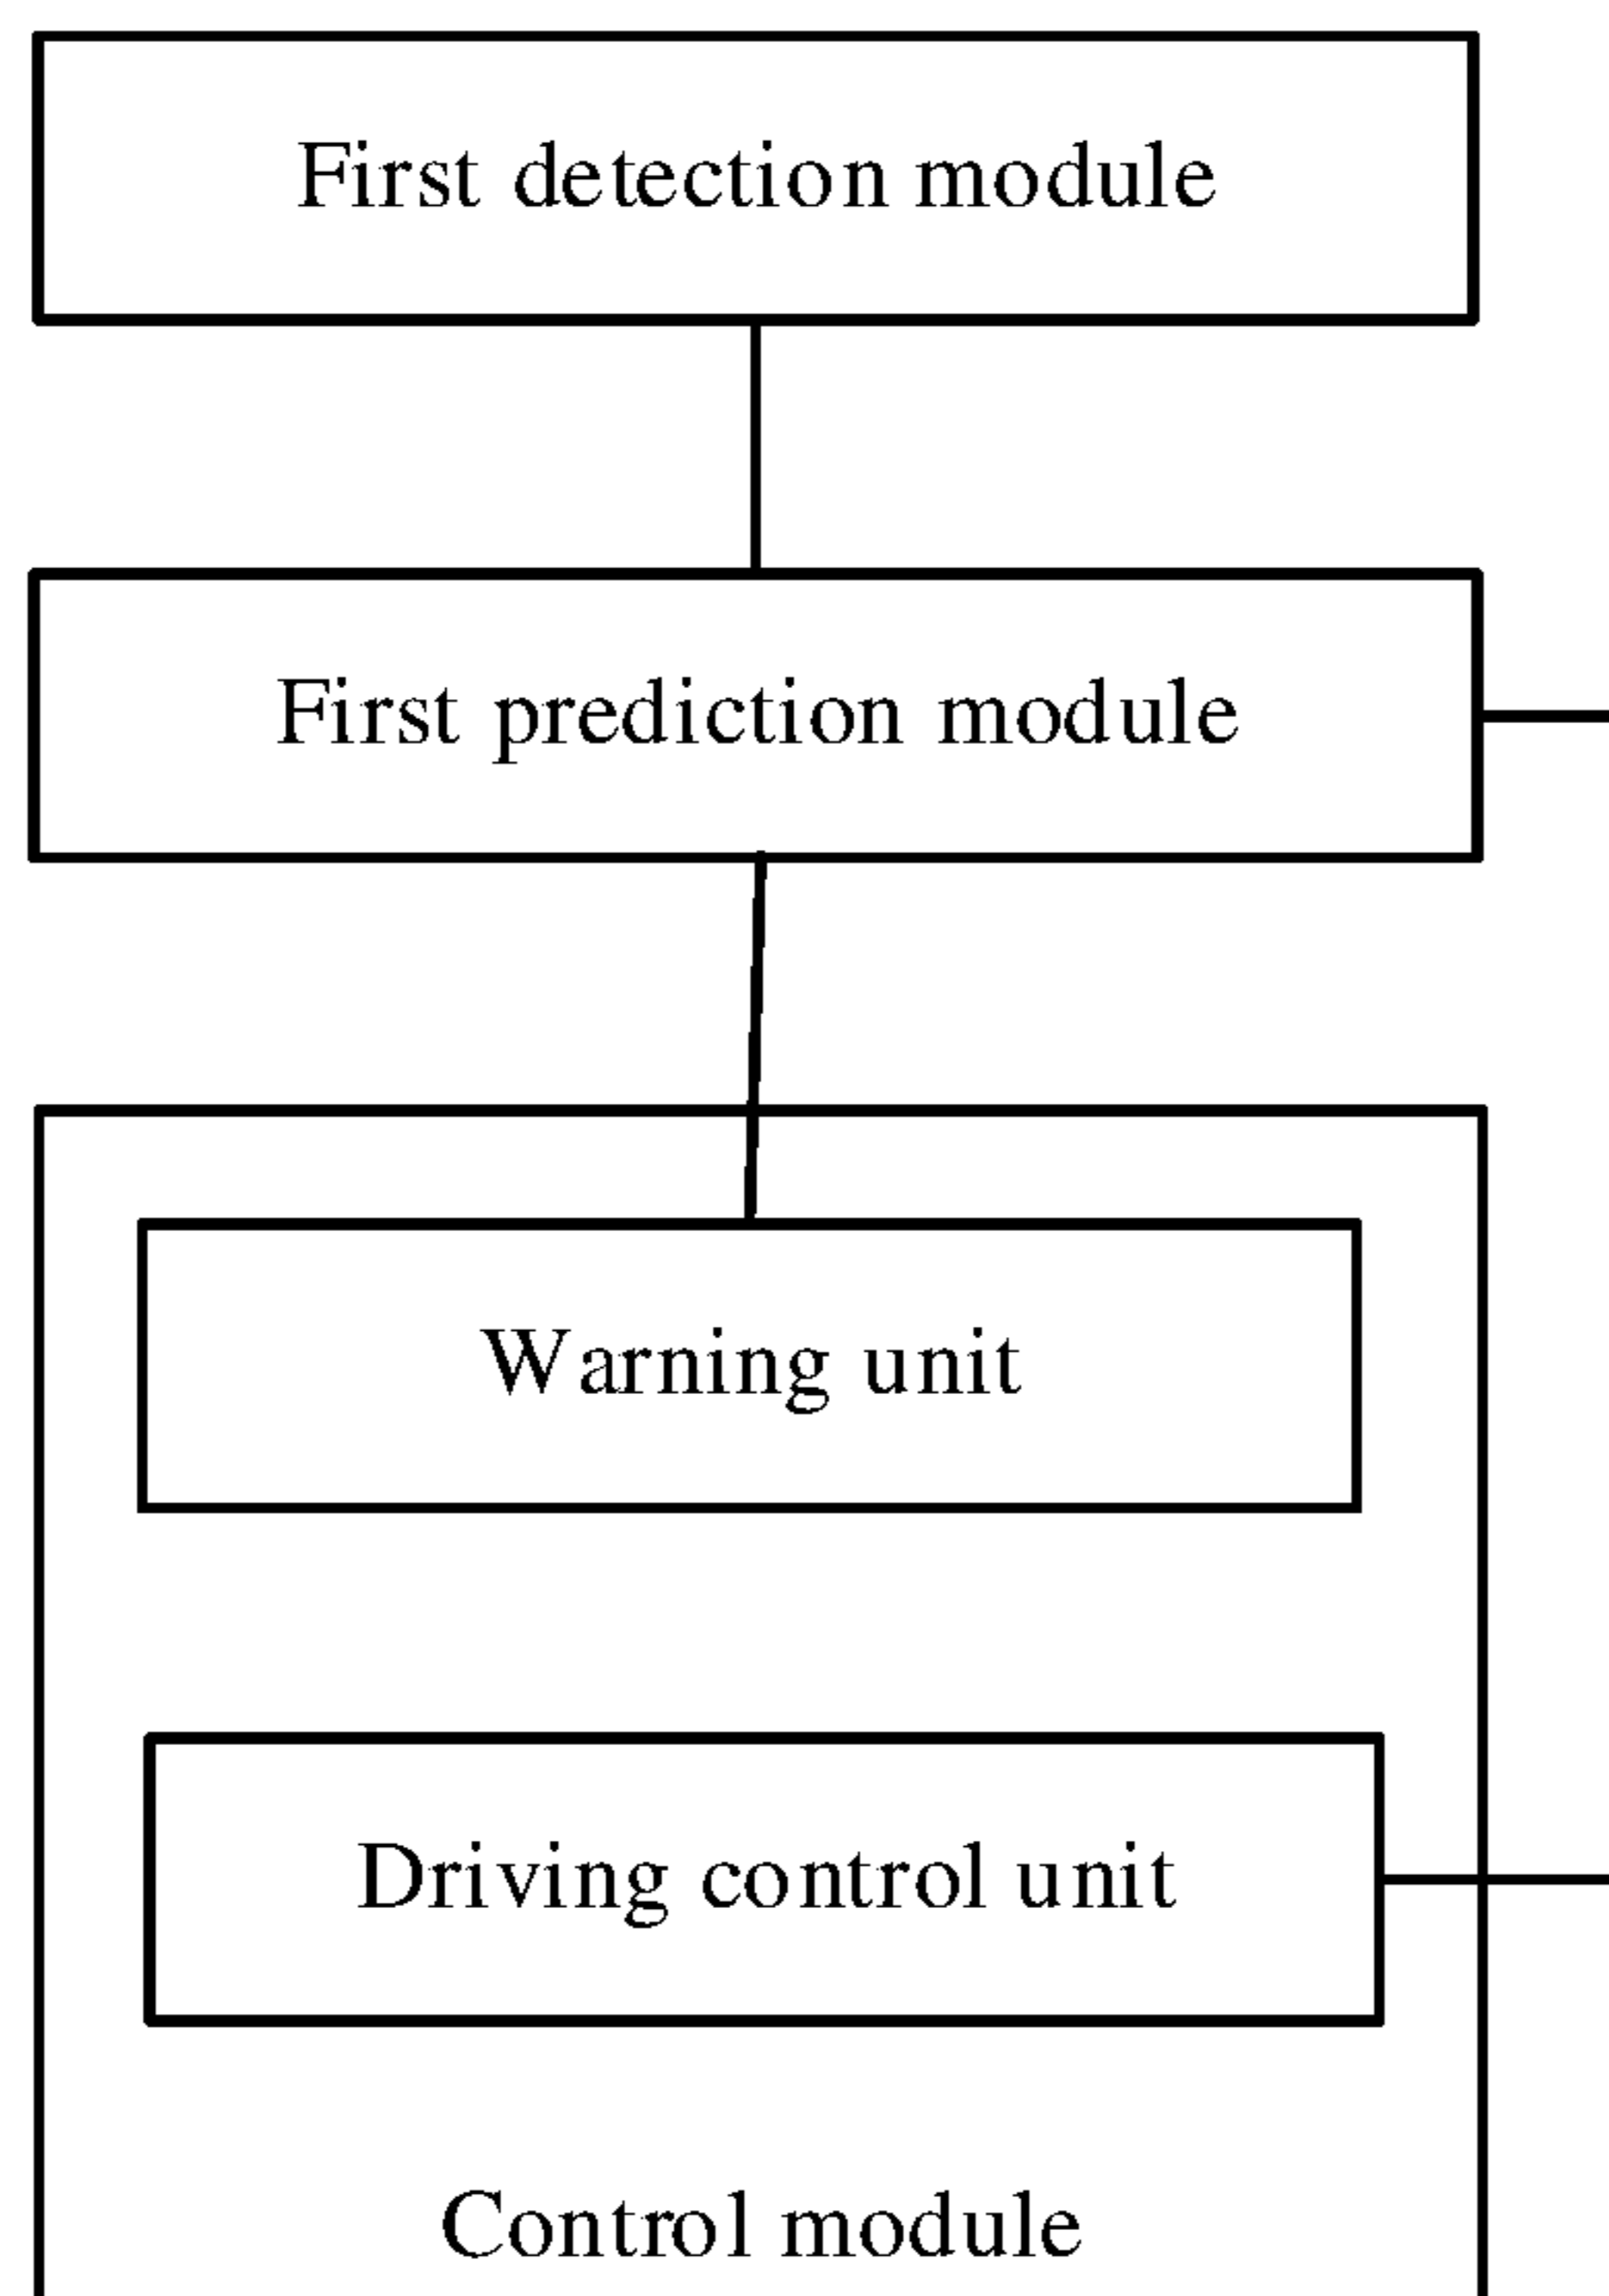 First detection module
First prediction module
Warning unit
Driving control unit
Control module